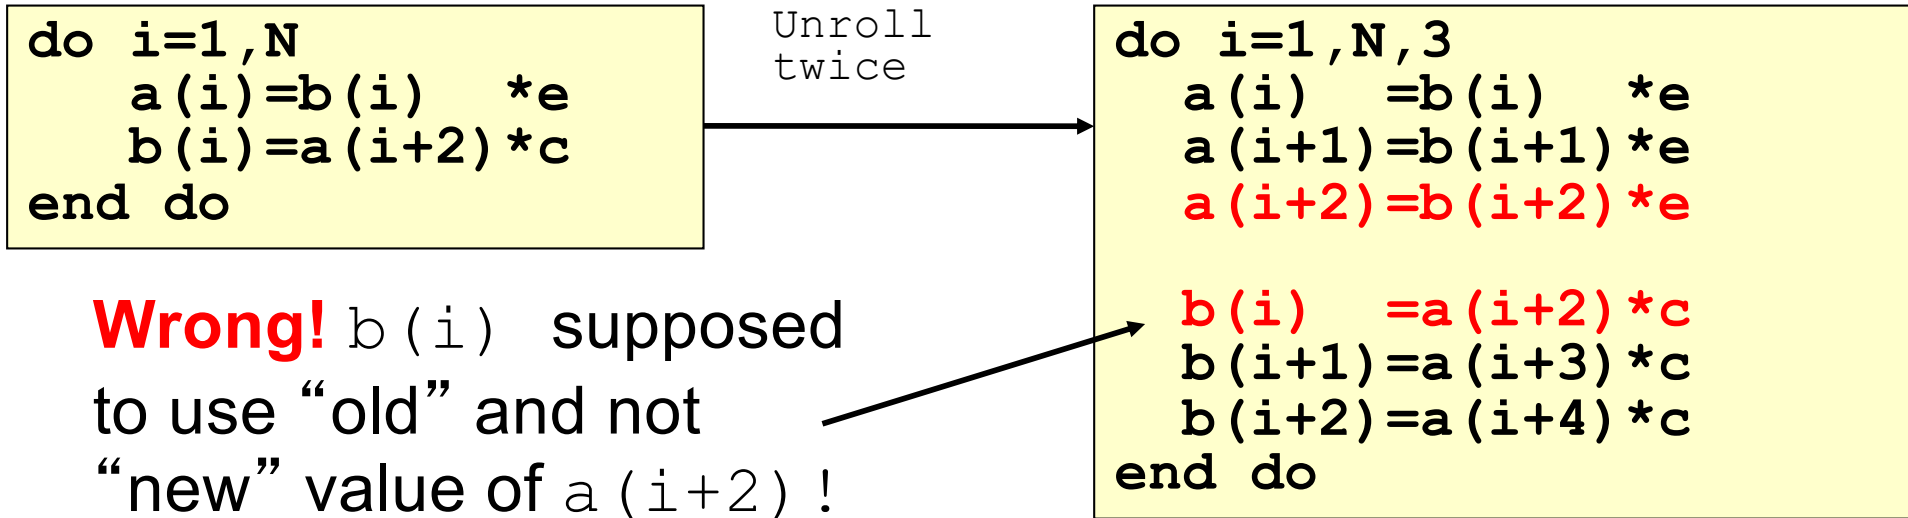 do i=1,N
a(i)=b(i) *e
b(i)=a(i+2)*c
end do
Unroll
twice
do i=1,N,3
a(i) =b(i) *e
a(i+1)=b(i+1)*e
a(i+2)=b(i+2)*e
b(i) =a(i+2)*c
b(i+1)=a(i+3)*c
b(i+2)=a(i+4)*c
end do
Wrong! b(i) supposed
to use “old” and not
“new” value of a(i+2)!